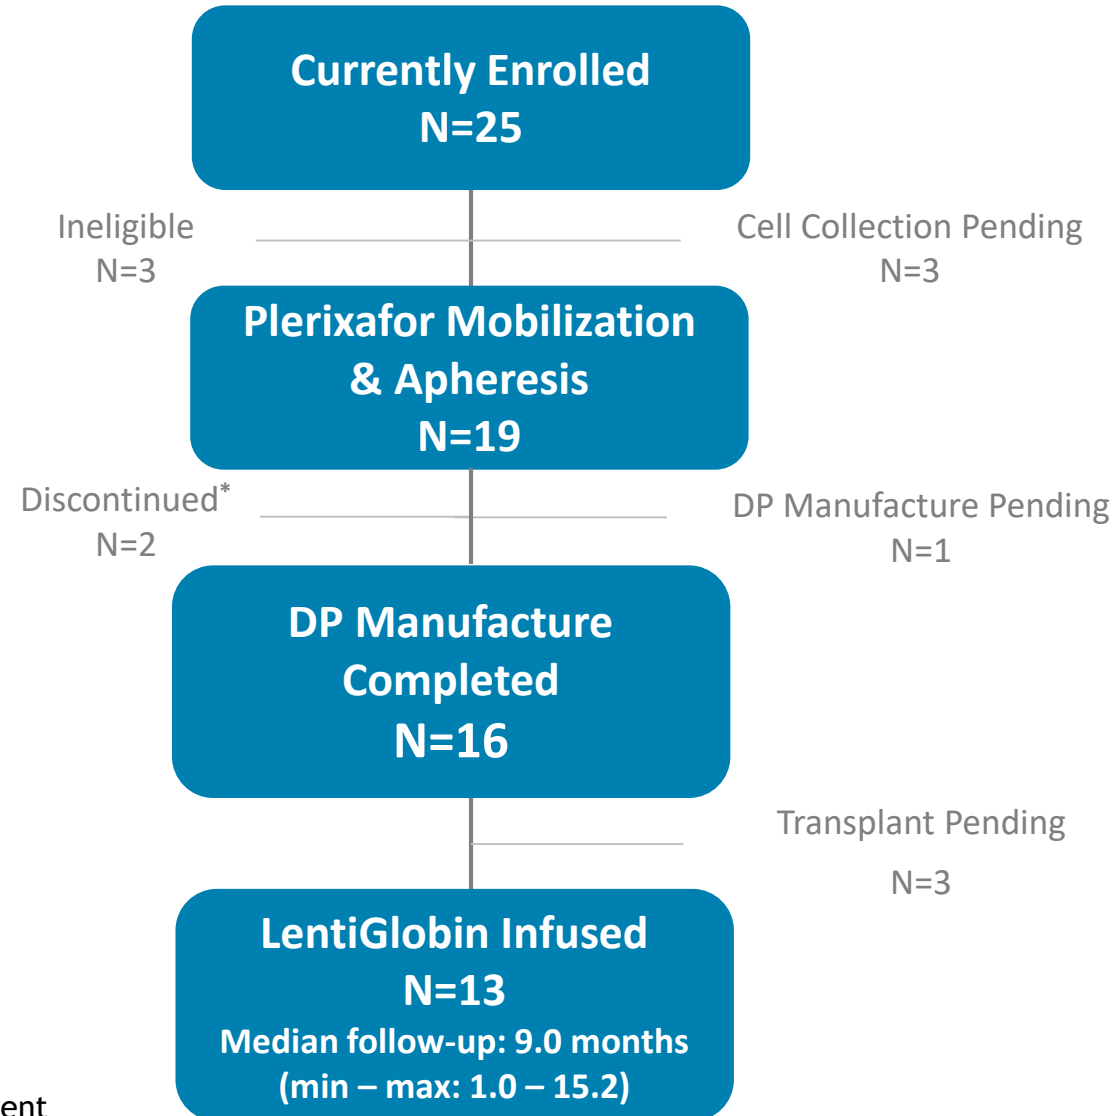 Currently Enrolled
N=25
Ineligible
N=3
Cell Collection Pending
N=3
Plerixafor Mobilization
& Apheresis
N=19
Discontinued*
N=2
DP Manufacture Pending
N=1
DP Manufacture
Completed
N=16
Transplant Pending
N=3
LentiGlobin Infused
N=13
Median follow-up: 9.0 months
(min – max: 1.0 – 15.2)
ent